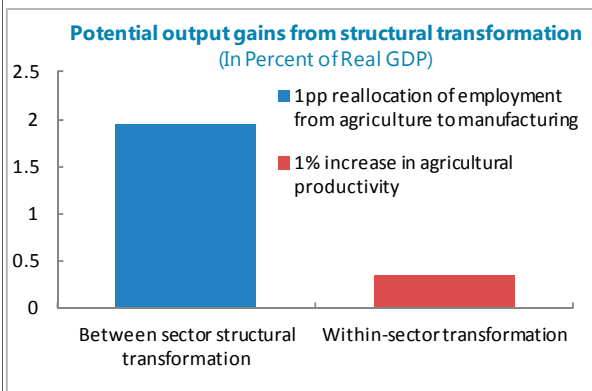 Potential output gains from structural transformation
(In Percent of Real GDP)
2.5
2
1.5
1
0.5
0
1pp reallocation of employment
from agriculture to manufacturing
1% increase in agricultural
productivity
Between sector structural
transformation
Within-sector transformation